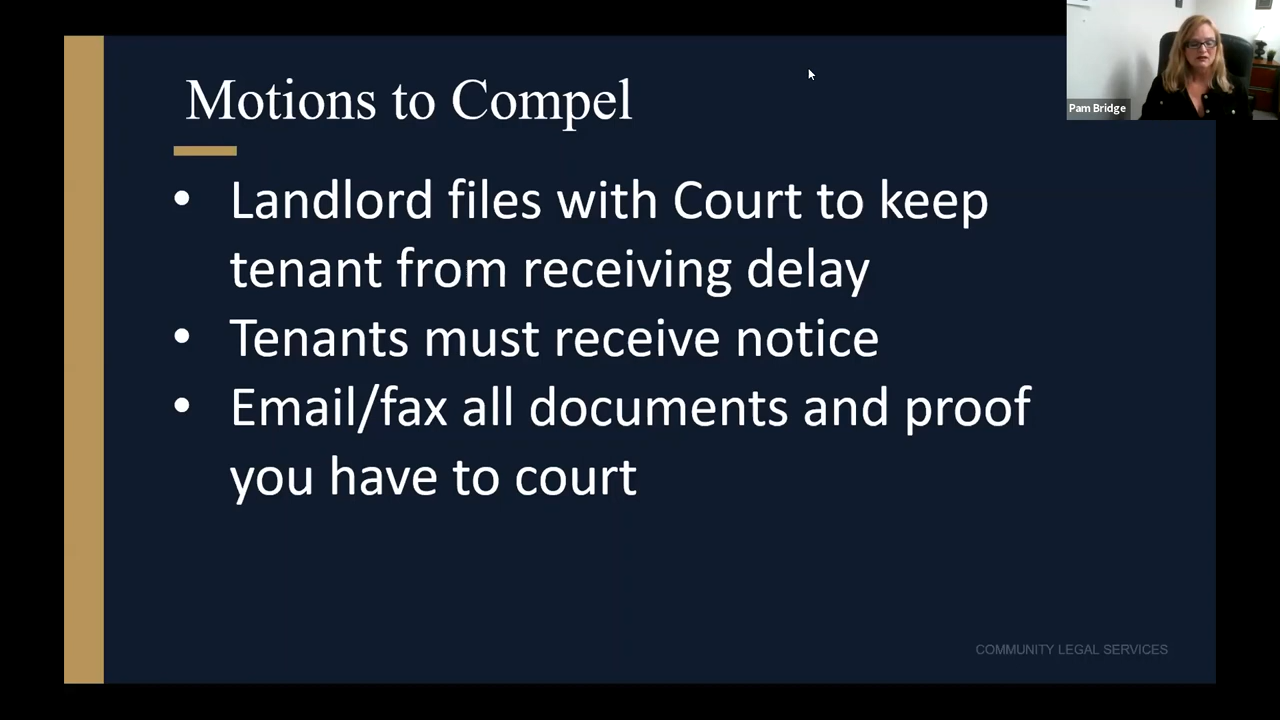 Motions to Compel
Pam Bridge
• Landlord files with Court to keep
tenant from receiving delay
• Tenants must receive notice
• Email/fax all documents and proof
you have to court
COMMUNITY LEGAL SERVICES